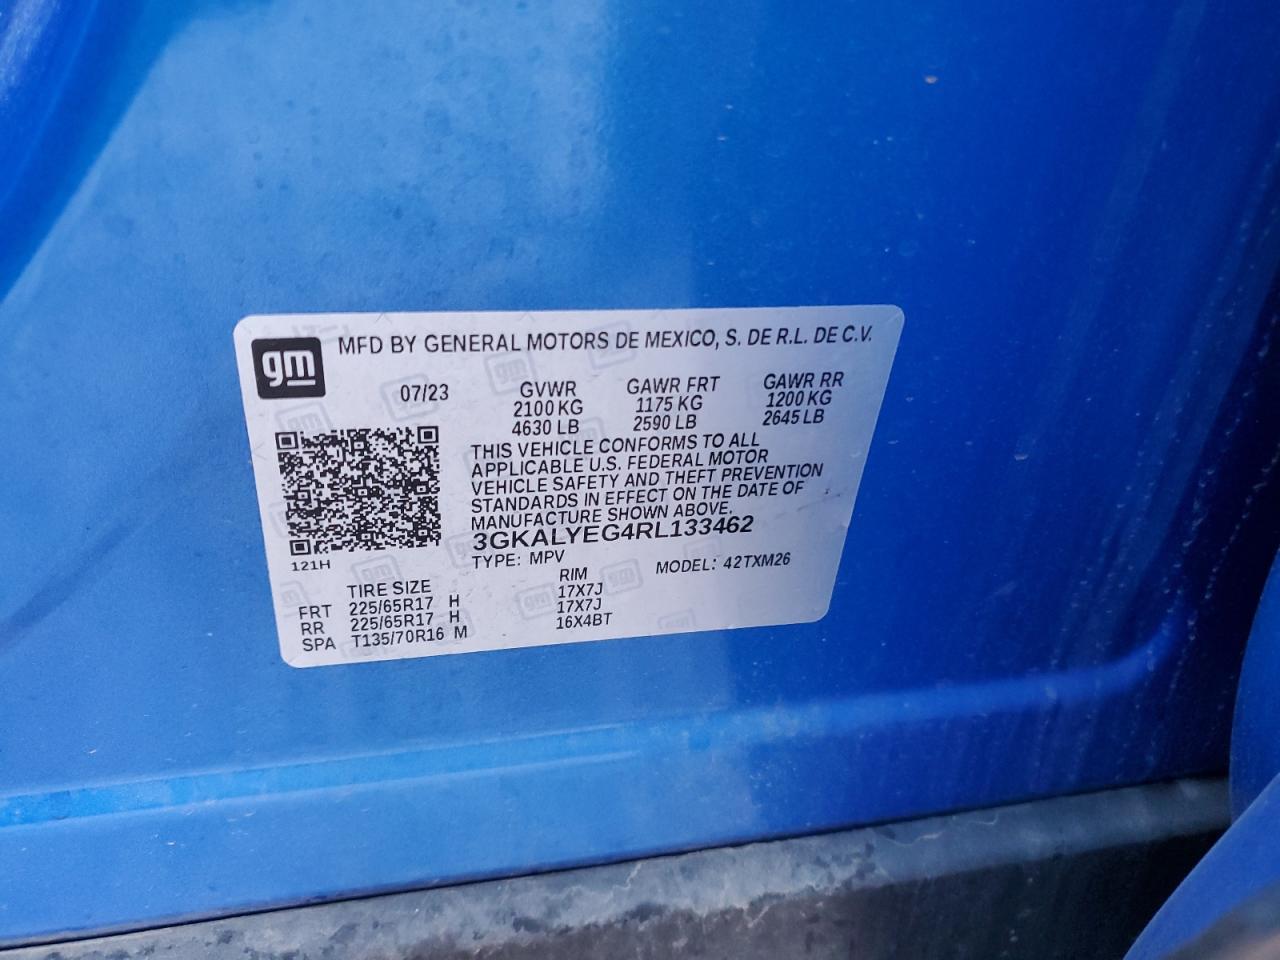 gm
MFD BY GENERAL MOTORS DE MEXICO, S. DE R.L. DE C.V.
07/23 GVWR GAWR FRT GAWR RR
2100 KG 1175 KG 1200 KG
4630 LB 2590 LB 2645 LB
THIS VEHICLE CONFORMS TO ALL
APPLICABLE U.S. FEDERAL MOTOR
VEHICLE SAFETY AND THEFT PREVENTION
STANDARDS IN EFFECT ON THE DATE OF
MANUFACTURE SHOWN ABOVE.
3GKALYEG4RL133462
121H
TYPE: MPV MODEL: 42TXM26
TIRE SIZE RIM
FRT 225/65R17 H 17X7J
RR 225/65R17 H 17X7J
SPA T135/70R16 M 16X4BT